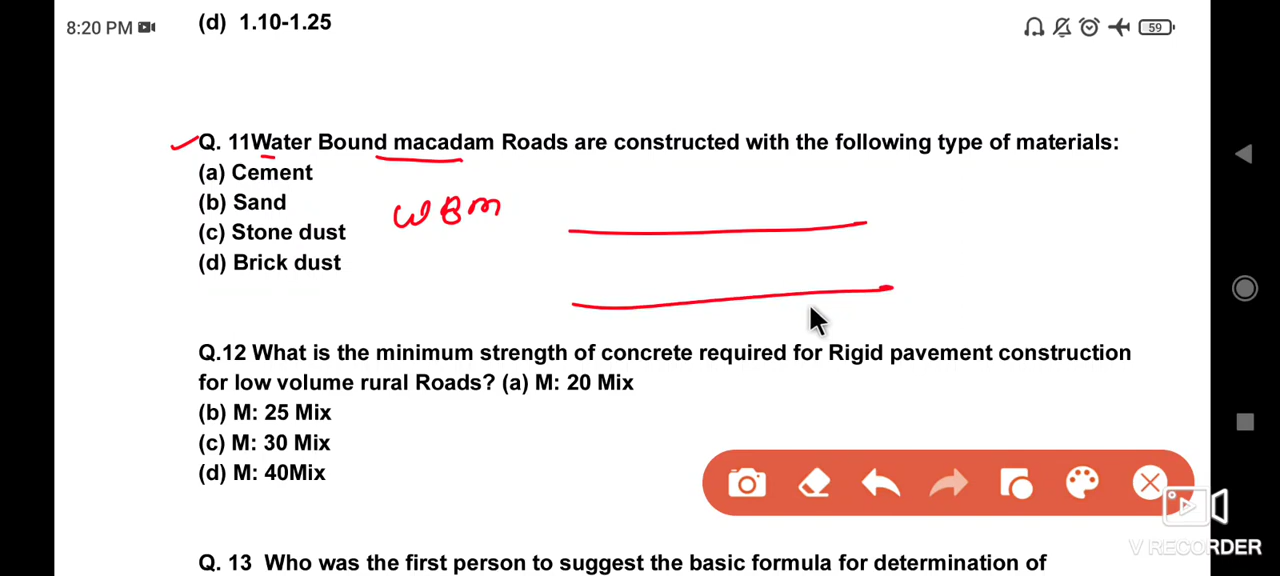 8:20 PM
(d) 1.10-1.25
59
Q. 11Water Bound macadam Roads are constructed with the following type of materials:
(a) Cement
(b) Sand
WBM
(c) Stone dust
(d) Brick dust
Q.12 What is the minimum strength of concrete required for Rigid pavement construction
for low volume rural Roads? (a) M: 20 Mix
(b) M: 25 Mix
(c) M: 30 Mix
(d) M: 40Mix
V RECORDER
Q. 13 Who was the first person to suggest the basic formula for determination of